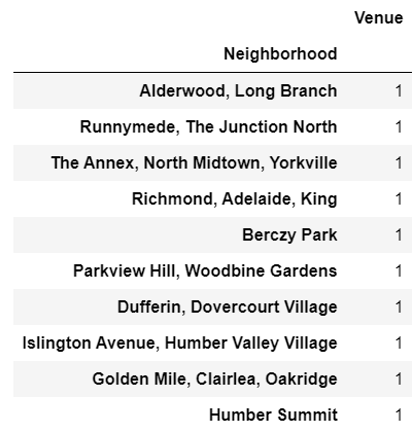 Venue
Neighborhood
Alderwood, Long Branch 1
Runnymede, The Junction North 1
The Annex, North Midtown, Yorkville 1
Richmond, Adelaide, King 1
Berczy Park 1
Parkview Hill, Woodbine Gardens 1
Dufferin, Dovercourt Village 1
Islington Avenue, Humber Valley Village 1
Golden Mile, Clairlea, Oakridge 1
Humber Summit 1